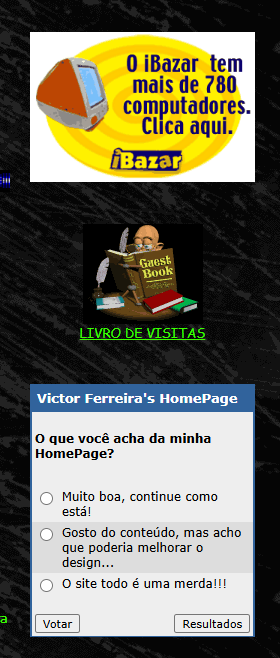 O iBazar tem
mais de 780
computadores.
Clica aqui.
iBazar
!!!
Guest
Book
LIVRO DE VISITAS
Victor Ferreira's HomePage
O que você acha da minha
HomePage?
Muito boa, continue como
está!
Gosto do conteúdo, mas acho
que poderia melhorar o
design...
O site todo é uma merda!!!
a
Votar
Resultados